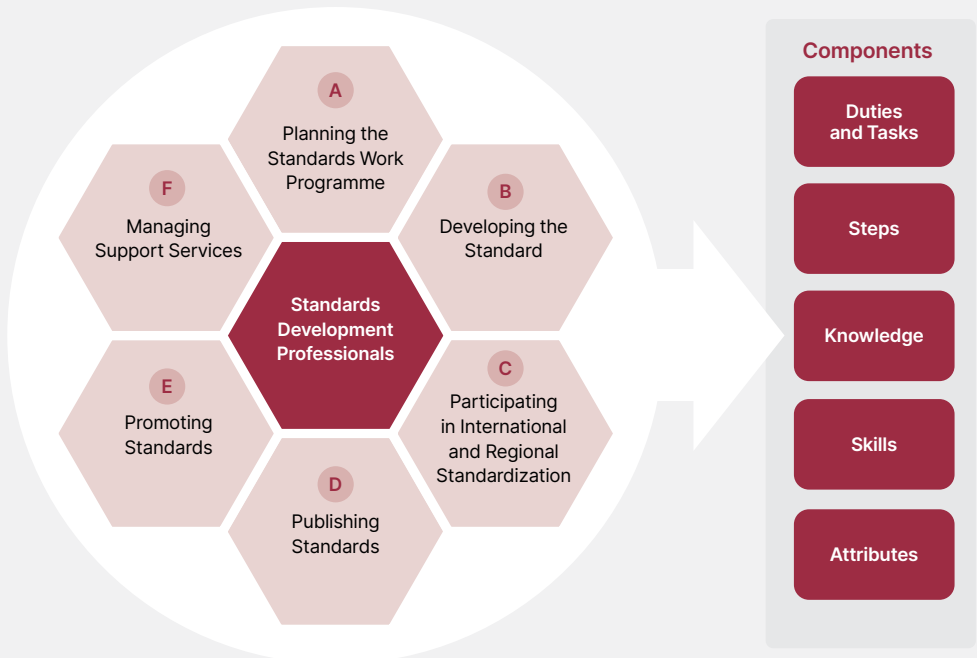 A
Planning the
Standards Work
Programme
B
Developing the
Standard
C
Participating
in International
and Regional
Standardization
D
Publishing
Standards
E
Promoting
Standards
F
Managing
Support Services
Standards
Development
Professionals
Components
Duties
and Tasks
Steps
Knowledge
Skills
Attributes